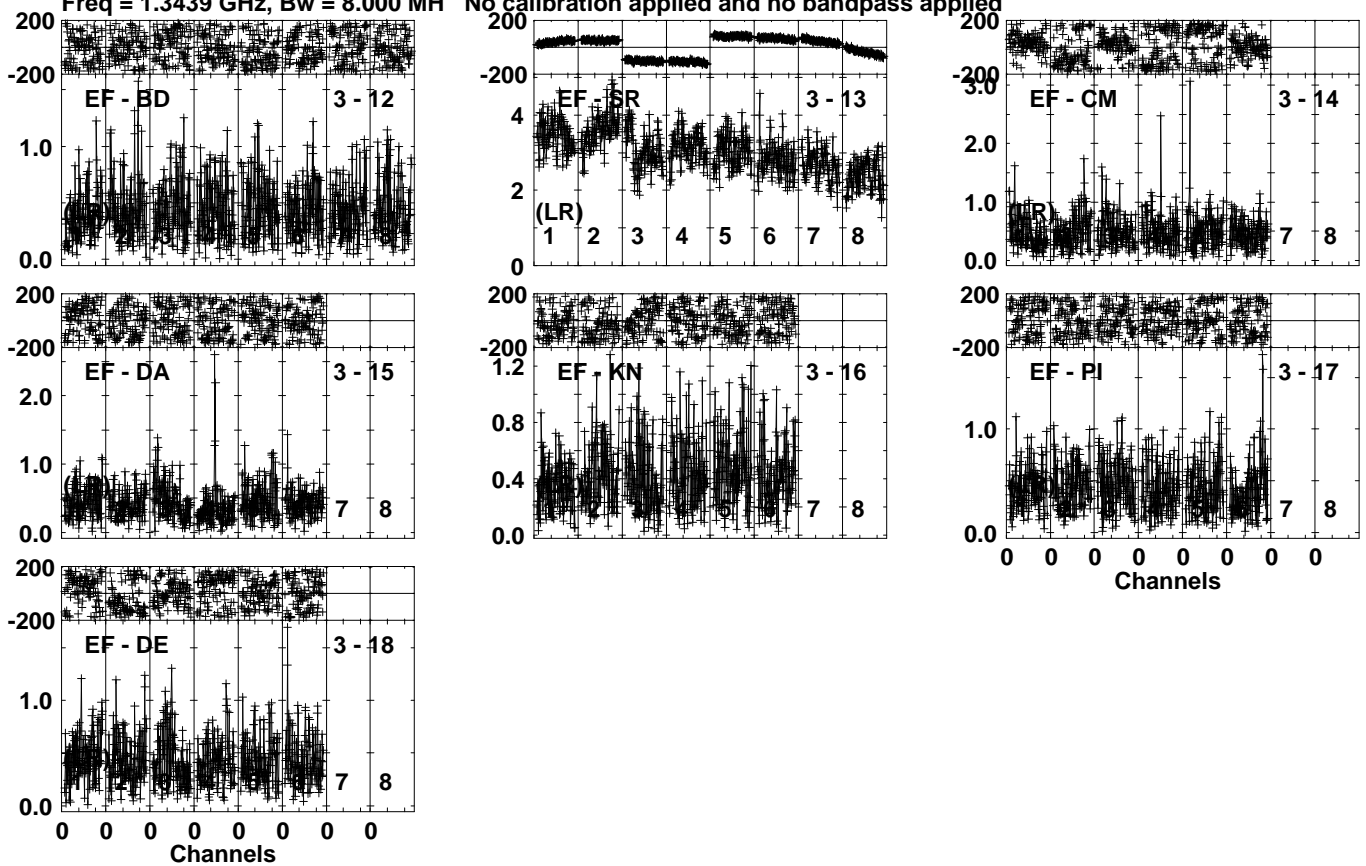 Freq = 1.3439 GHz, Bw = 8.000 MH No calibration applied and no bandpass applied
200
-200
EF - BD 3 - 12
1.0
0.0
200
-200
EF - SR 3 - 13
4
2
(LR)
1 2 3 4 5 6 7 8
0
200
-200
3.0
EF - CM 3 - 14
2.0
1.0
(LR)
7 8
0.0
200
-200
EF - DA 3 - 15
2.0
1.0
7 8
0.0
200
-200
1.2
EF - KN 3 - 16
0.8
0.4
7 8
0.0
200
-200
EF - PI 3 - 17
1.0
7 8
0.0
0 0 0 0 0 0 0 0
Channels
200
-200
EF - DE 3 - 18
1.0
7 8
0.0
0 0 0 0 0 0 0 0
Channels